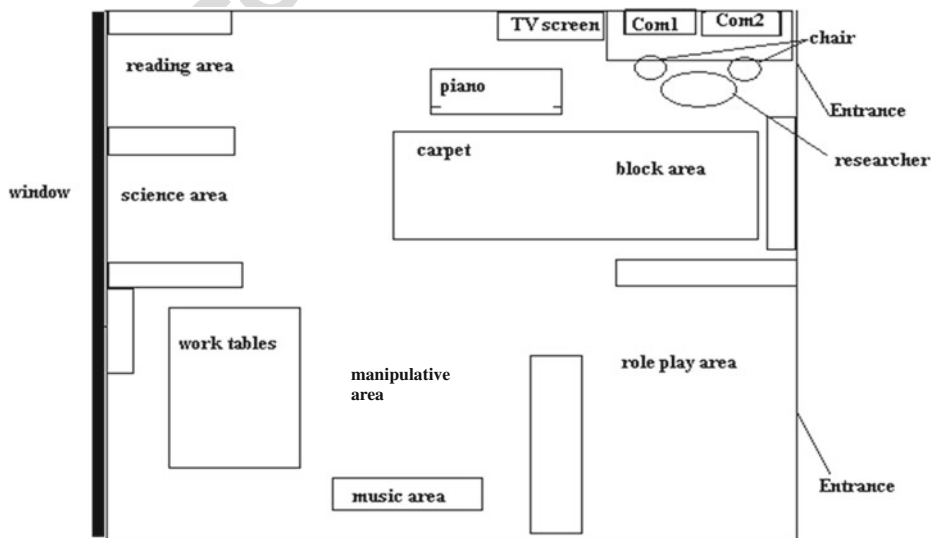 TV screen
Com1
Com2
chair
reading area
piano
Entrance
carpet
researcher
block area
window
science area
work tables
manipulative
area
role play area
music area
Entrance